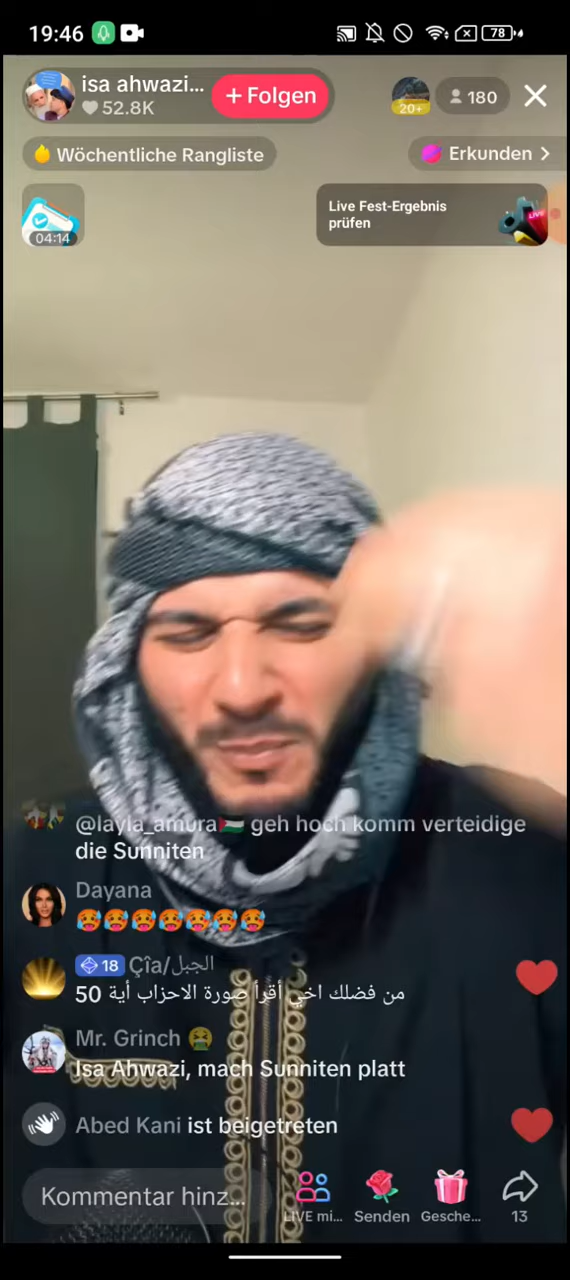 19:46
78
isa ahwazi...
+ Folgen
52.8K
20+
180
Wöchentliche Rangliste
Erkunden
Live Fest-Ergebnis
prüfen
LIVE
04:14
@layla_amura🇵🇸 geh hoch komm verteidige
die Sunniten
Dayana
🥵🥵🥵🥵🥵🥵🥵
18 Çîa/الجبل
من فضلك اخي أقرأ صورة الاحزاب أية 50
Mr. Grinch 🤮
Isa Ahwazi, mach Sunniten platt
Abed Kani ist beigetreten
Kommentar hinz...
LIVE mi...
Senden
Gesche...
13